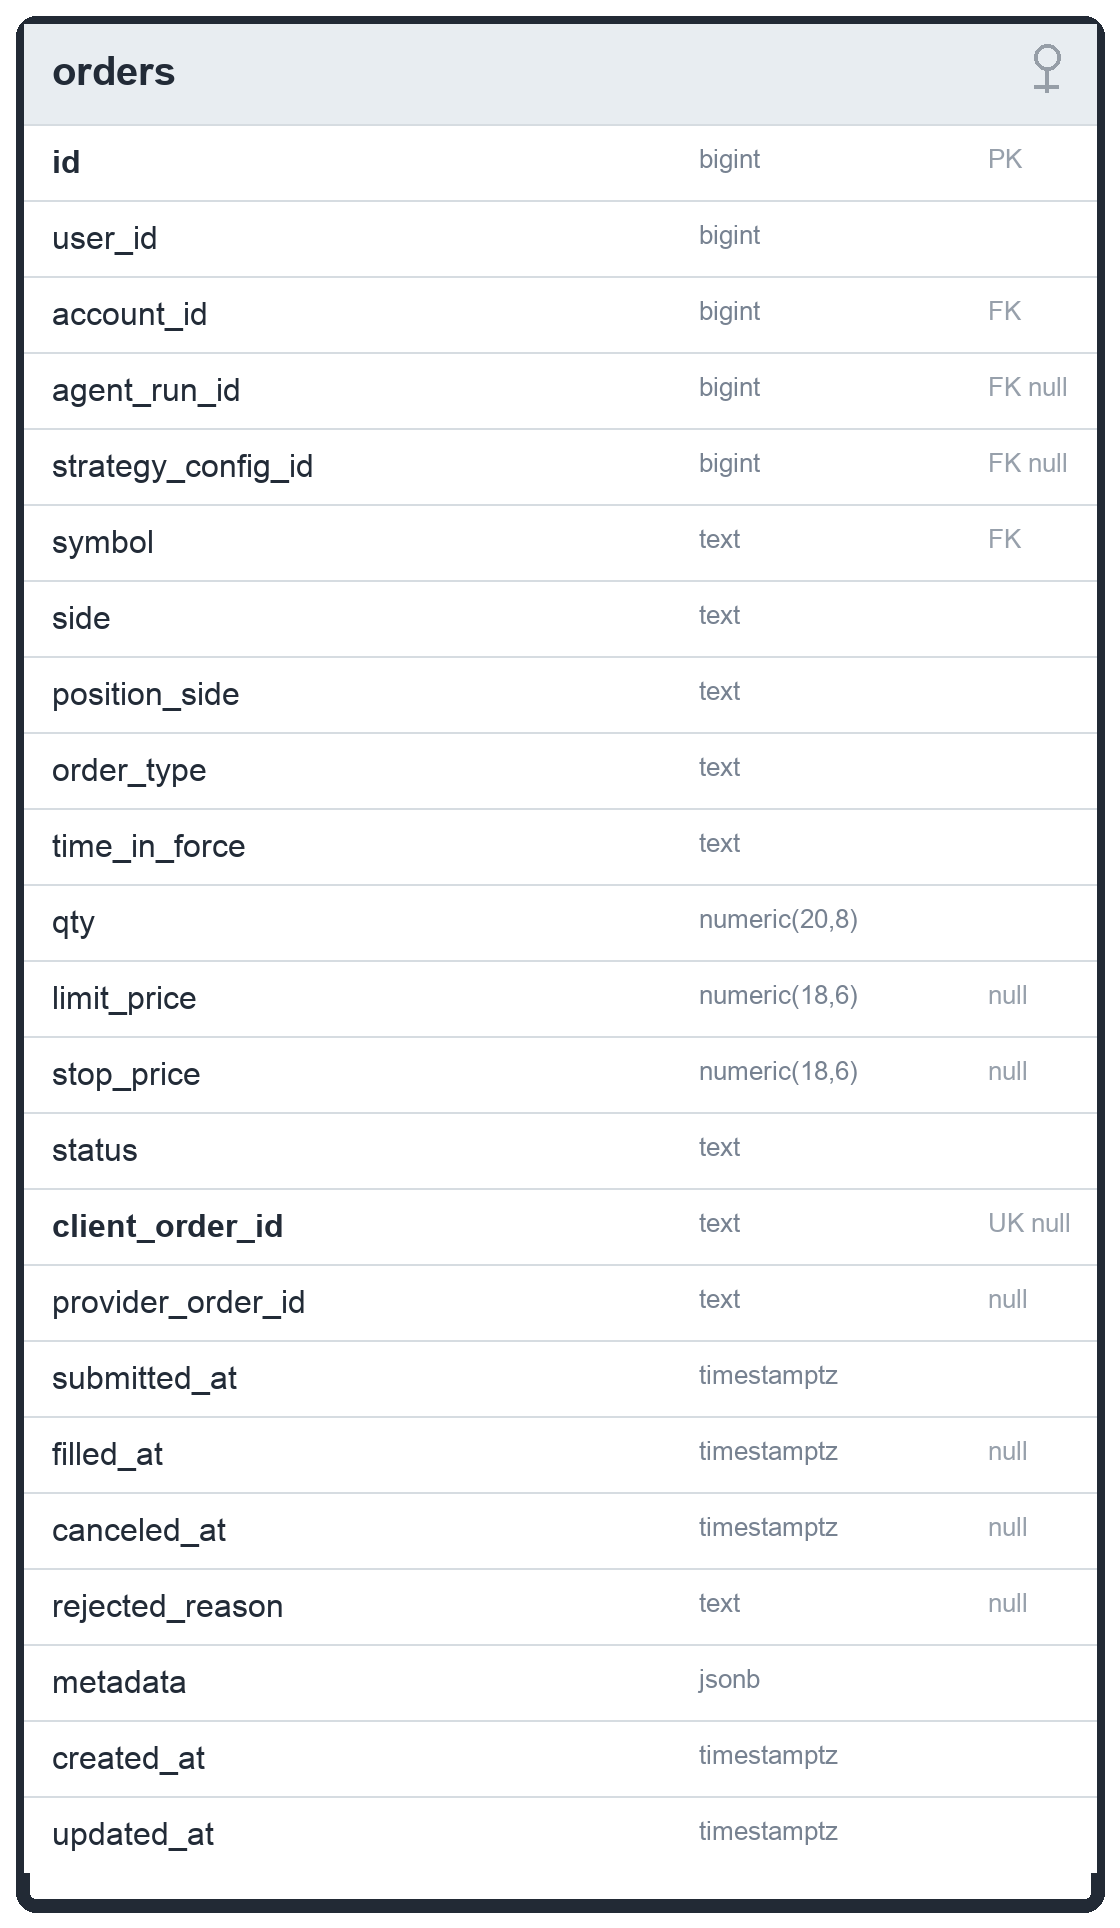 orders
id bigint PK
user_id bigint
account_id bigint FK
agent_run_id bigint FK null
strategy_config_id bigint FK null
symbol text FK
side text
position_side text
order_type text
time_in_force text
qty numeric(20,8)
limit_price numeric(18,6) null
stop_price numeric(18,6) null
status text
client_order_id text UK null
provider_order_id text null
submitted_at timestamptz
filled_at timestamptz null
canceled_at timestamptz null
rejected_reason text null
metadata jsonb
created_at timestamptz
updated_at timestamptz